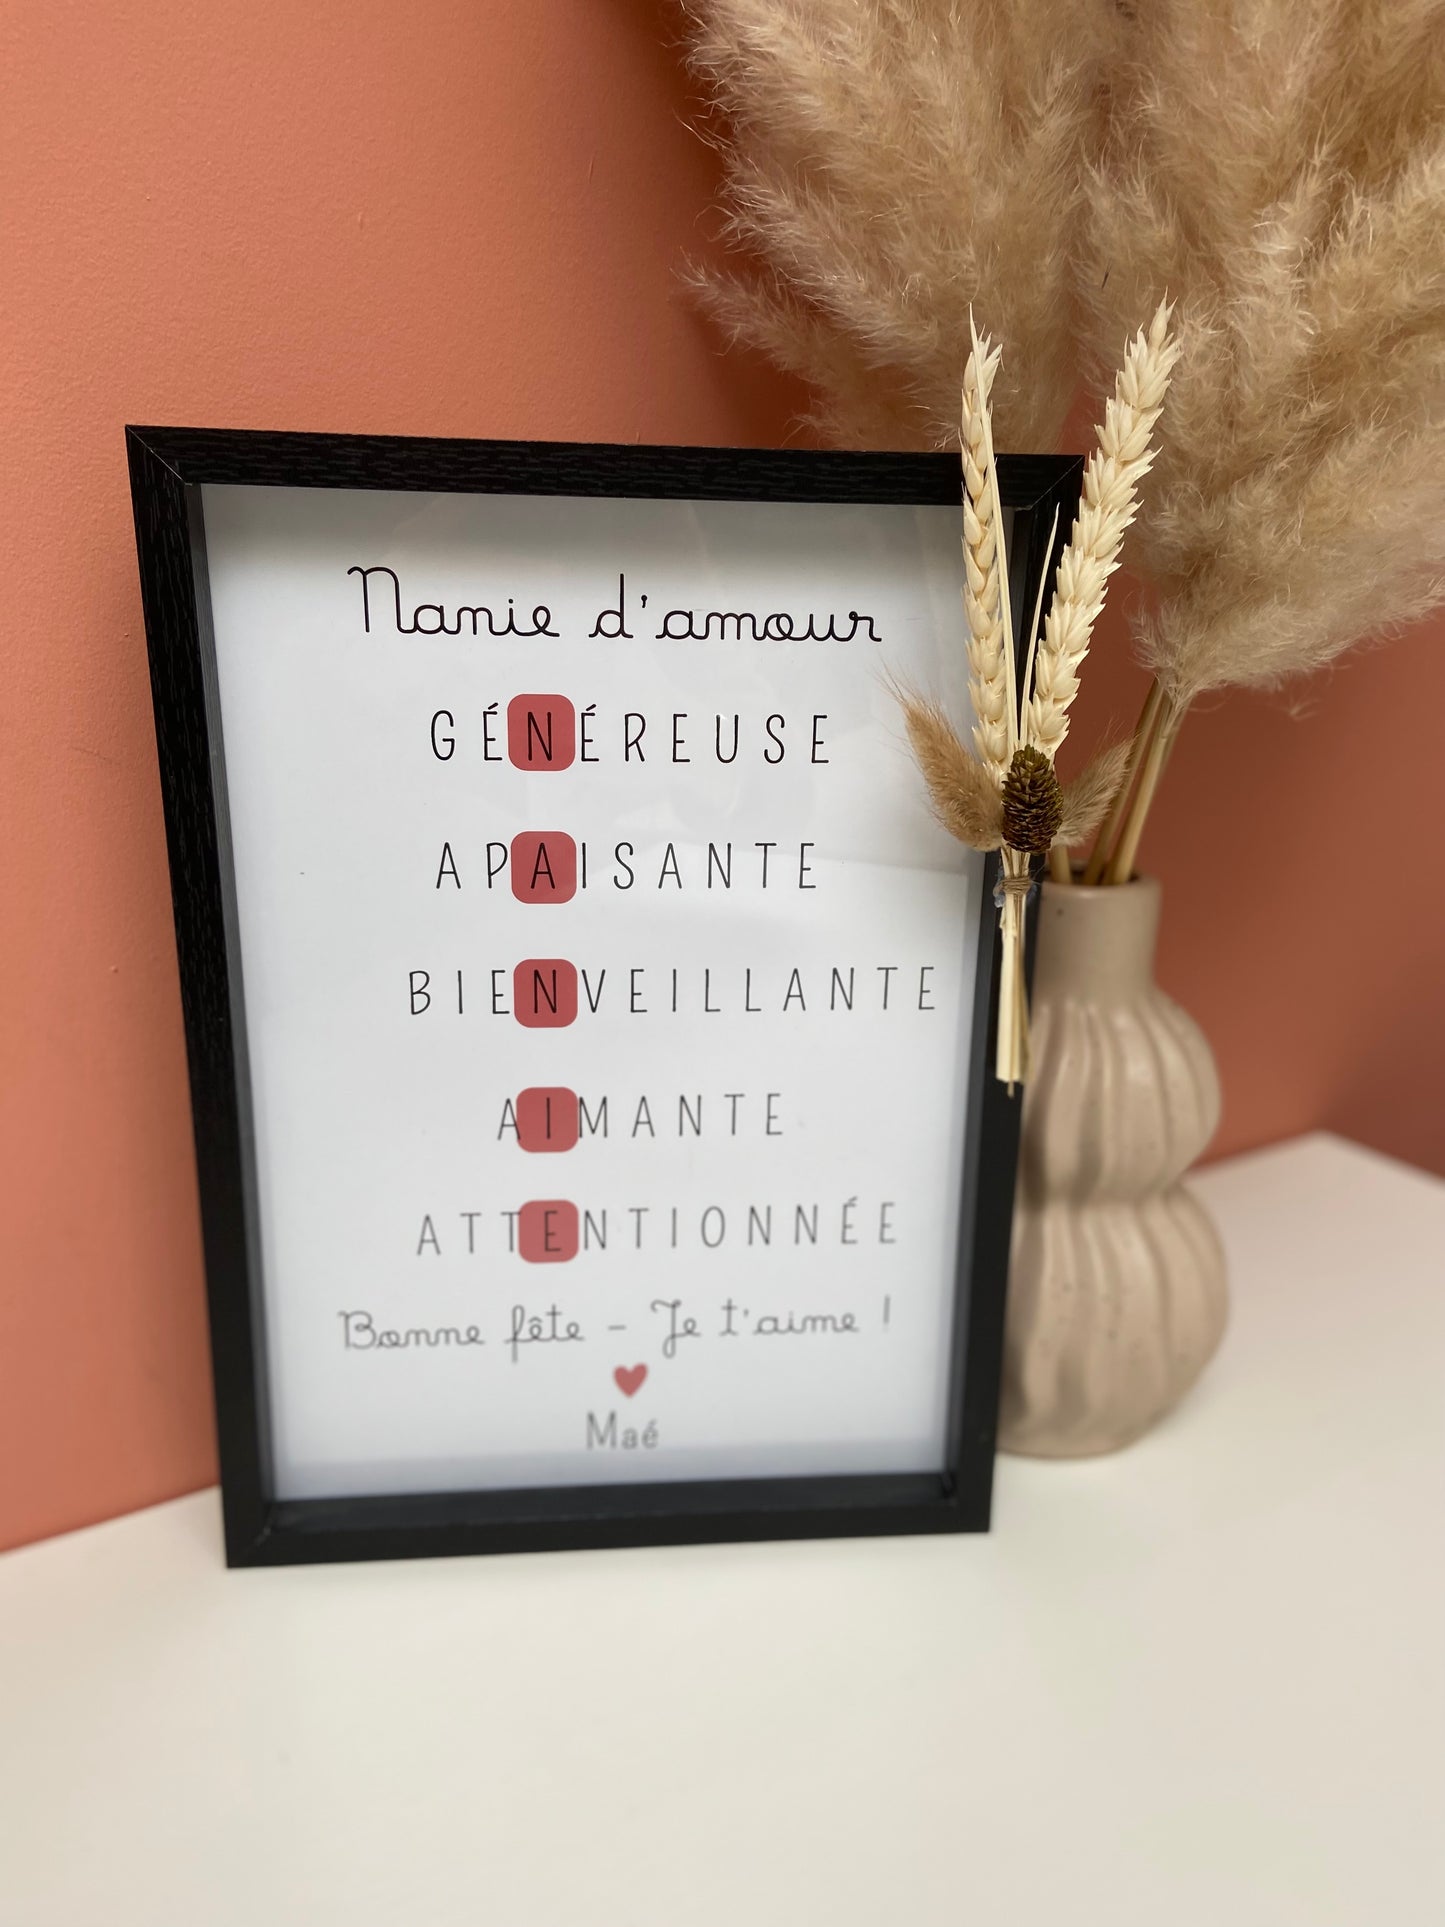 Nanie d'amour
GÉNÉREUSE
APAISANTE
BIENVEILLANTE
AIMANTE
ATTENTIONNÉE
Bonne fête - Je t'aime !
Maé